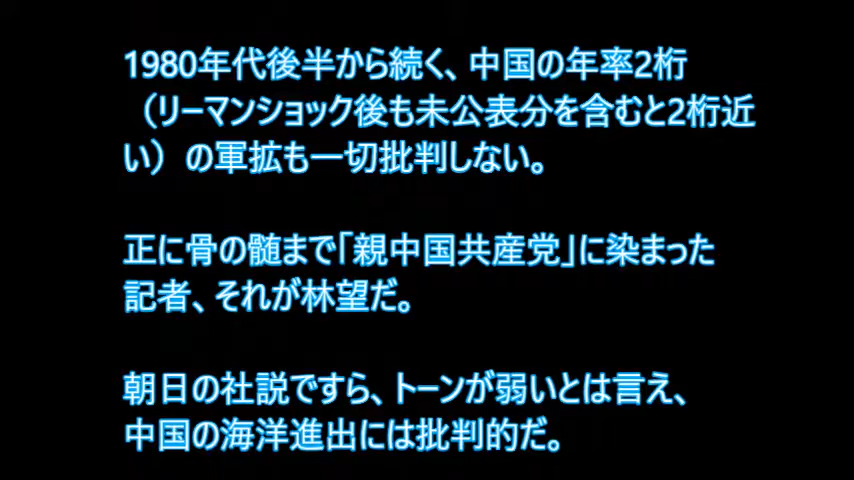 1980年代後半から続く、中国の年率2桁
（リーマンショック後も未公表分を含むと2桁近
い）の軍拡も一切批判しない。
正に骨の髄まで「親中国共産党」に染まった
記者、それが林望だ。
朝日の社説ですら、トーンが弱いとは言え、
中国の海洋進出には批判的だ。